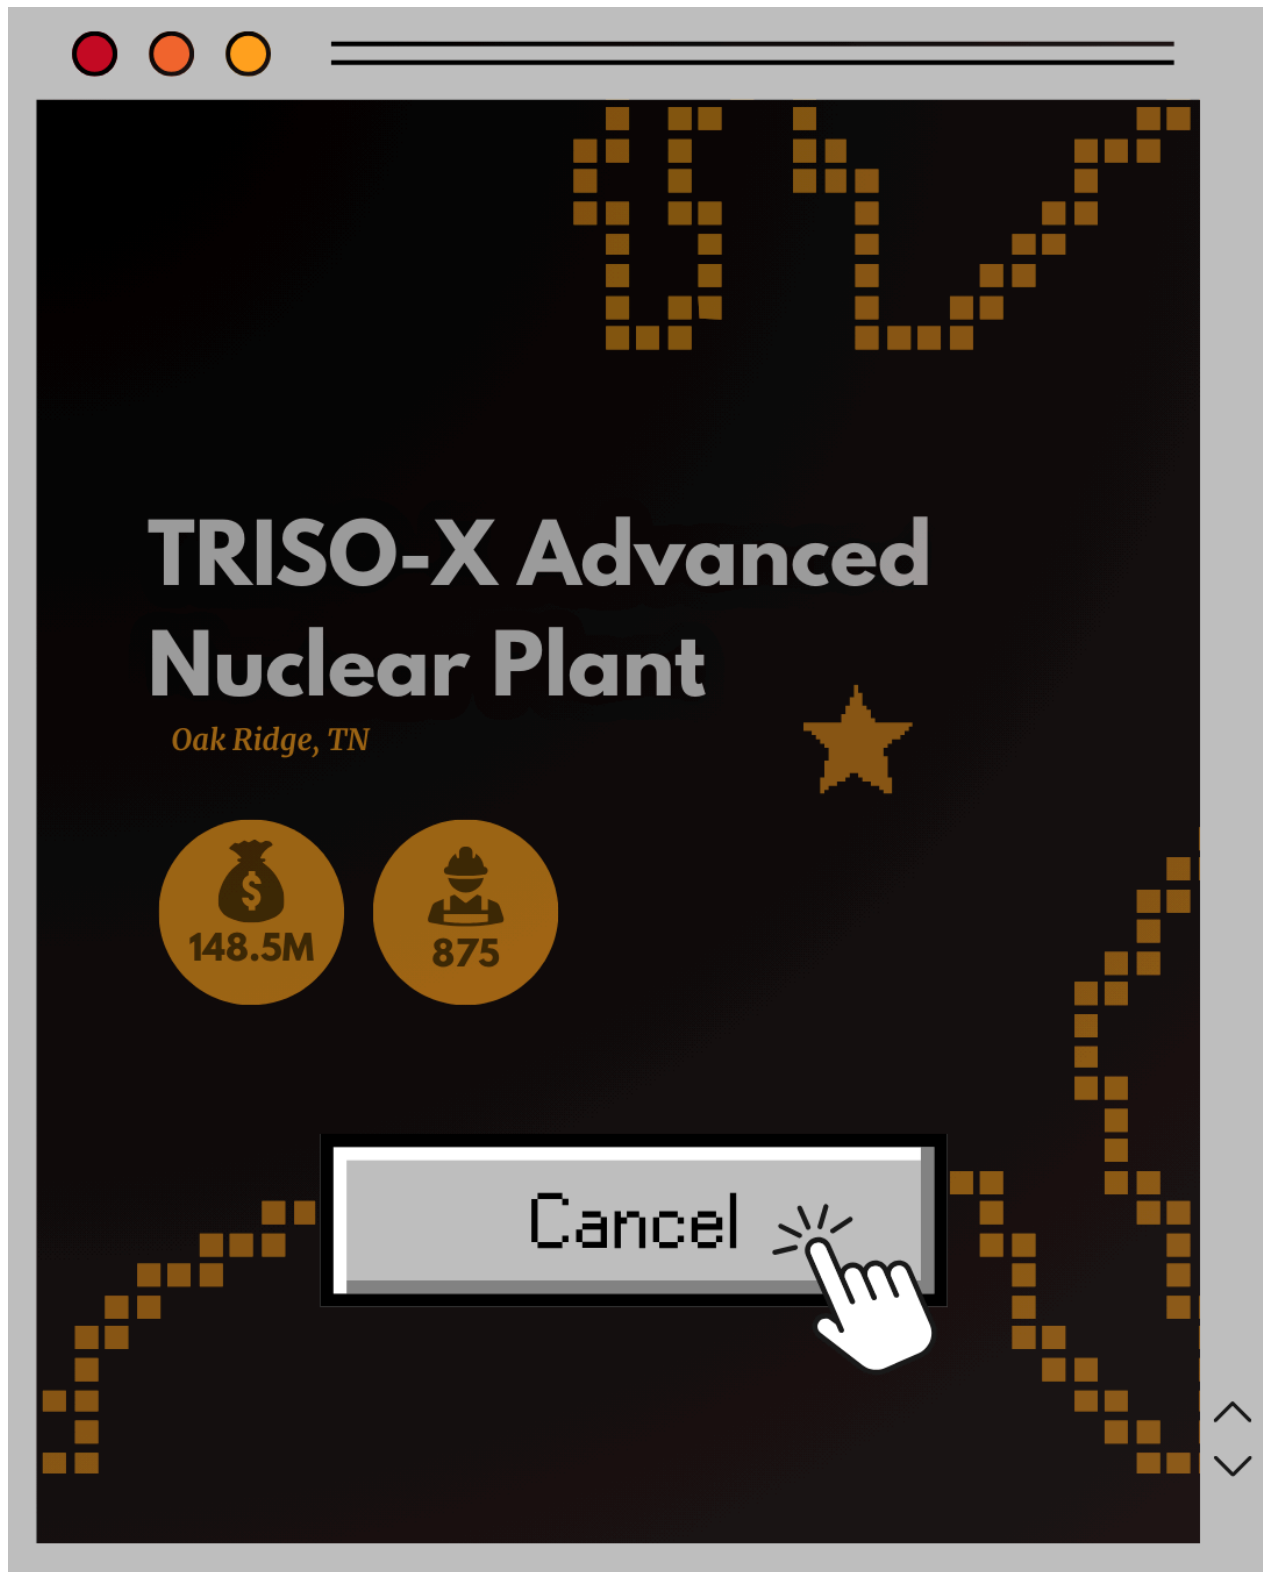 TRISO-X Advanced
Nuclear Plant
Oak Ridge, TN
$
148.5M
875
Cancel